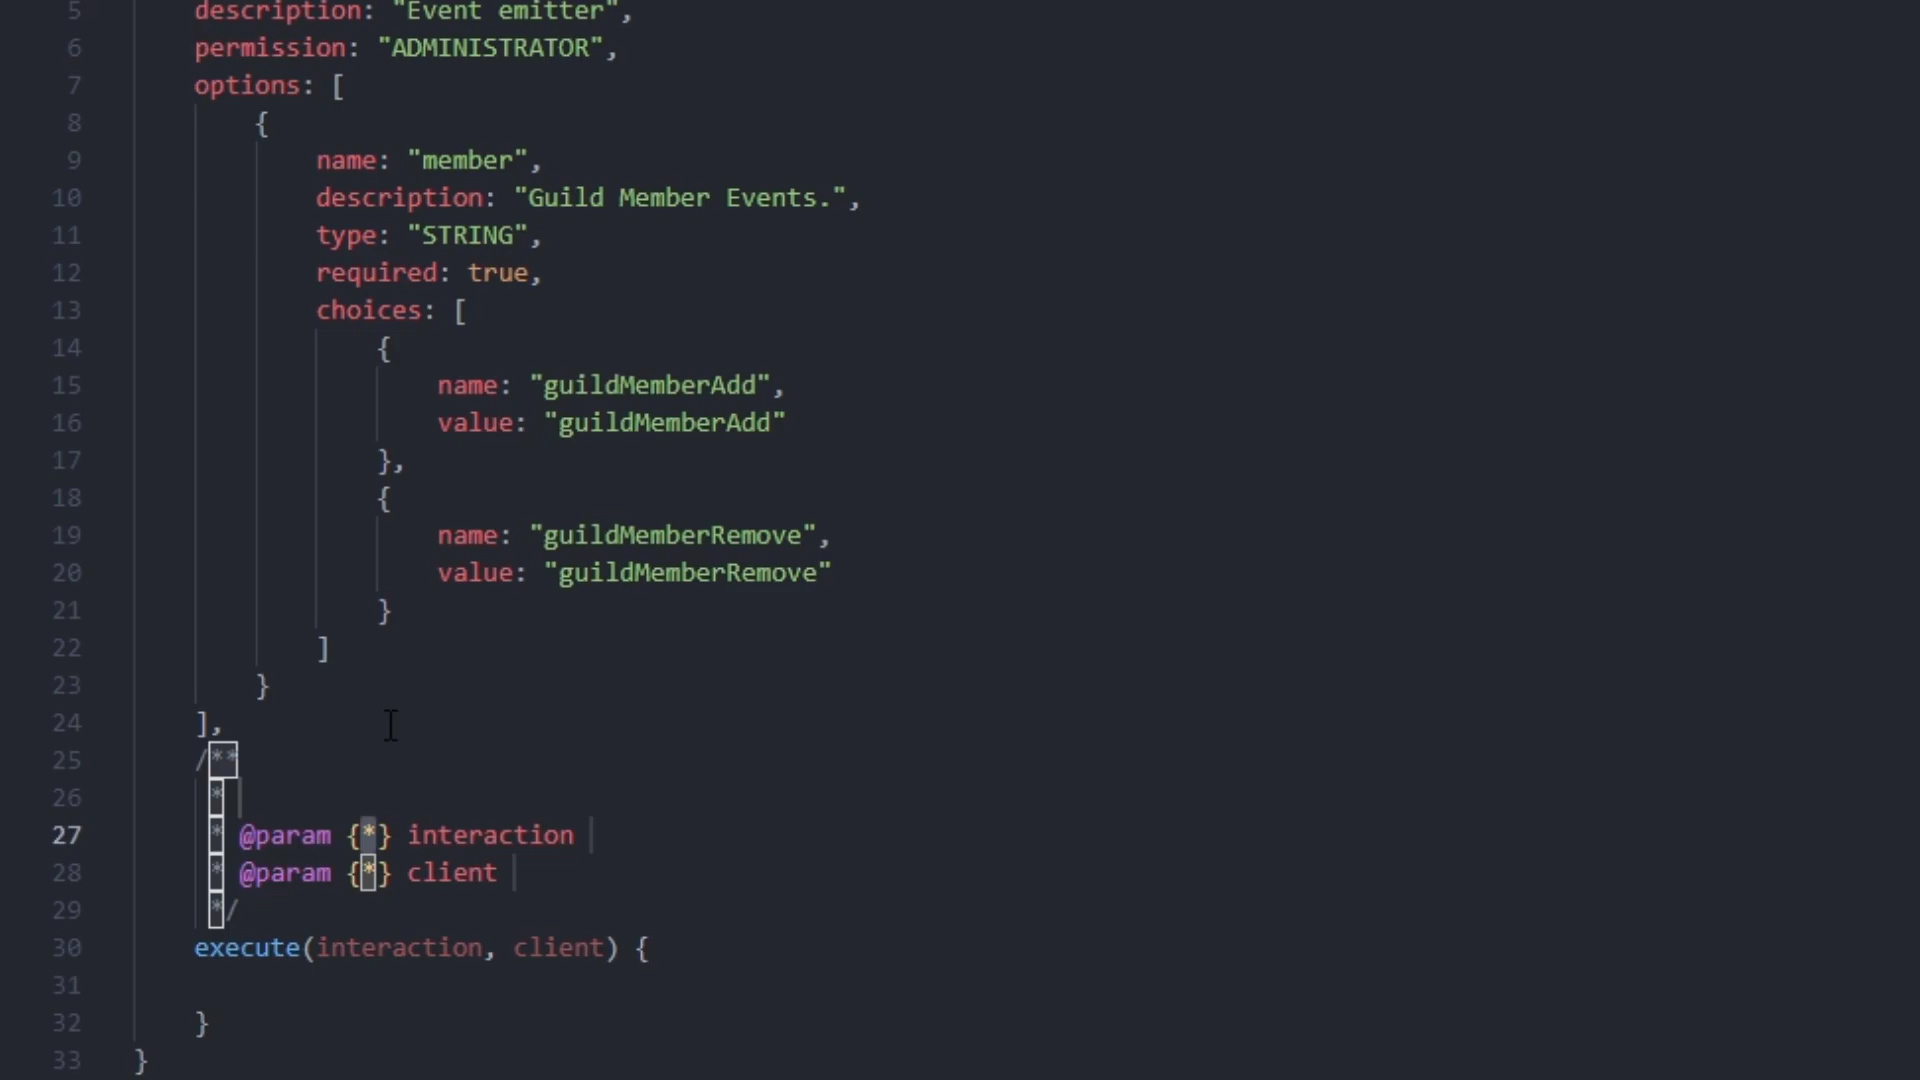 5 description: "Event emitter",
6 permission: "ADMINISTRATOR",
7 options: [
8 {
9 name: "member",
10 description: "Guild Member Events.",
11 type: "STRING",
12 required: true,
13 choices: [
14 {
15 name: "guildMemberAdd",
16 value: "guildMemberAdd"
17 },
18 {
19 name: "guildMemberRemove",
20 value: "guildMemberRemove"
21 }
22 ]
23 }
24 ],
25 /**
26 *
27 * @param {*} interaction
28 * @param {*} client
29 */
30 execute(interaction, client) {
31
32 }
33 }